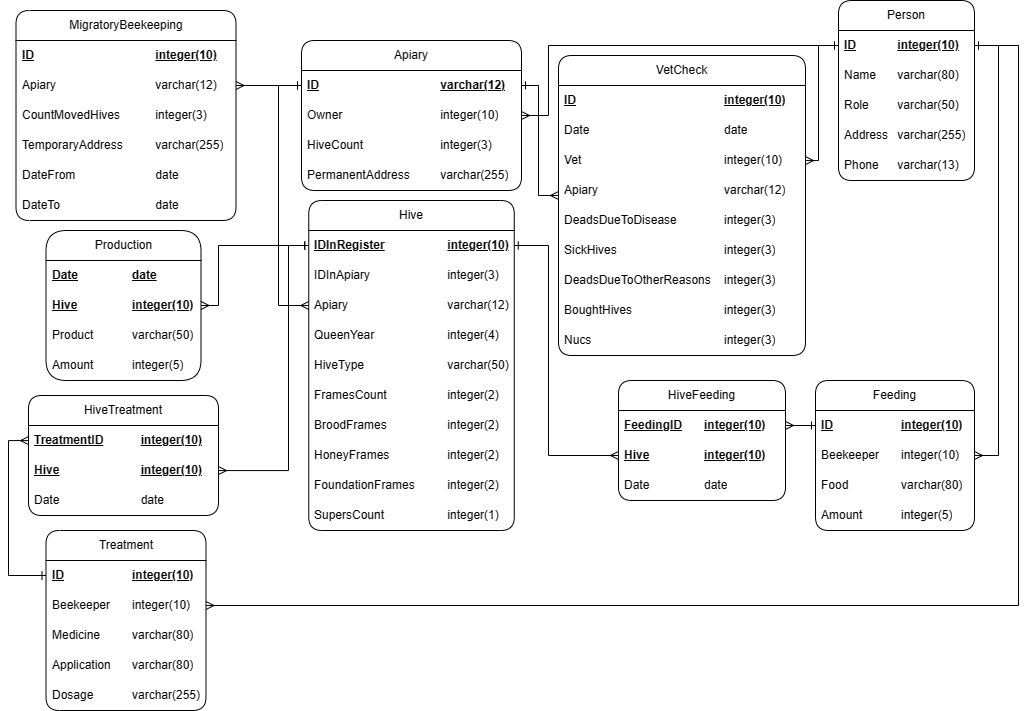 MigratoryBeekeeping
ID integer(10)
Apiary varchar(12)
CountMovedHives integer(3)
TemporaryAddress varchar(255)
DateFrom date
DateTo date
Apiary
ID varchar(12)
Owner integer(10)
HiveCount integer(3)
PermanentAddress varchar(255)
VetCheck
ID integer(10)
Date date
Vet integer(10)
Apiary varchar(12)
DeadsDueToDisease integer(3)
SickHives integer(3)
DeadsDueToOtherReasons integer(3)
BoughtHives integer(3)
Nucs integer(3)
Person
ID integer(10)
Name varchar(80)
Role varchar(50)
Address varchar(255)
Phone varchar(13)
Production
Date date
Hive integer(10)
Product varchar(50)
Amount integer(5)
Hive
IDInRegister integer(10)
IDInApiary integer(3)
Apiary varchar(12)
QueenYear integer(4)
HiveType varchar(50)
FramesCount integer(2)
BroodFrames integer(2)
HoneyFrames integer(2)
FoundationFrames integer(2)
SupersCount integer(1)
HiveTreatment
TreatmentID integer(10)
Hive integer(10)
Date date
HiveFeeding
FeedingID integer(10)
Hive integer(10)
Date date
Feeding
ID integer(10)
Beekeeper integer(10)
Food varchar(80)
Amount integer(5)
Treatment
ID integer(10)
Beekeeper integer(10)
Medicine varchar(80)
Application varchar(80)
Dosage varchar(255)